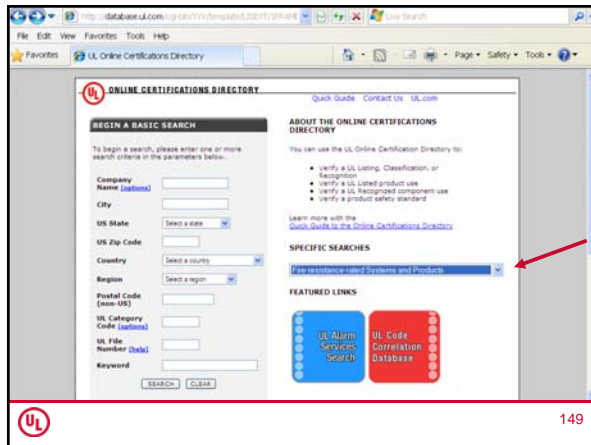 http://database.ul.com
Live Search
File Edit View Favorites Tools Help
Favorites
UL Online Certifications Directory
Page Safety Tools
UL
ONLINE CERTIFICATIONS DIRECTORY
Quick Guide Contact Us UL.com
BEGIN A BASIC SEARCH
To begin a search, please enter one or more
search criteria in the parameters below.
Company
Name (options)
City
US State
Select a state
US Zip Code
Country
Select a country
Region
Select a region
Postal Code
(non-US)
UL Category
Code (options)
UL File
Number (help)
Keyword
SEARCH CLEAR
ABOUT THE ONLINE CERTIFICATIONS
DIRECTORY
You can use the UL Online Certification Directory to:
• Verify a UL Listing, Classification, or
Recognition
• Verify a UL Listed product use
• Verify a UL Recognized component use
• Verify a product safety standard
Learn more with the
Quick Guide to the Online Certifications Directory
SPECIFIC SEARCHES
Fire-resistance-rated Systems and Products
FEATURED LINKS
UL Alarm
Services
Search
UL Code
Correlation
Database
UL
149